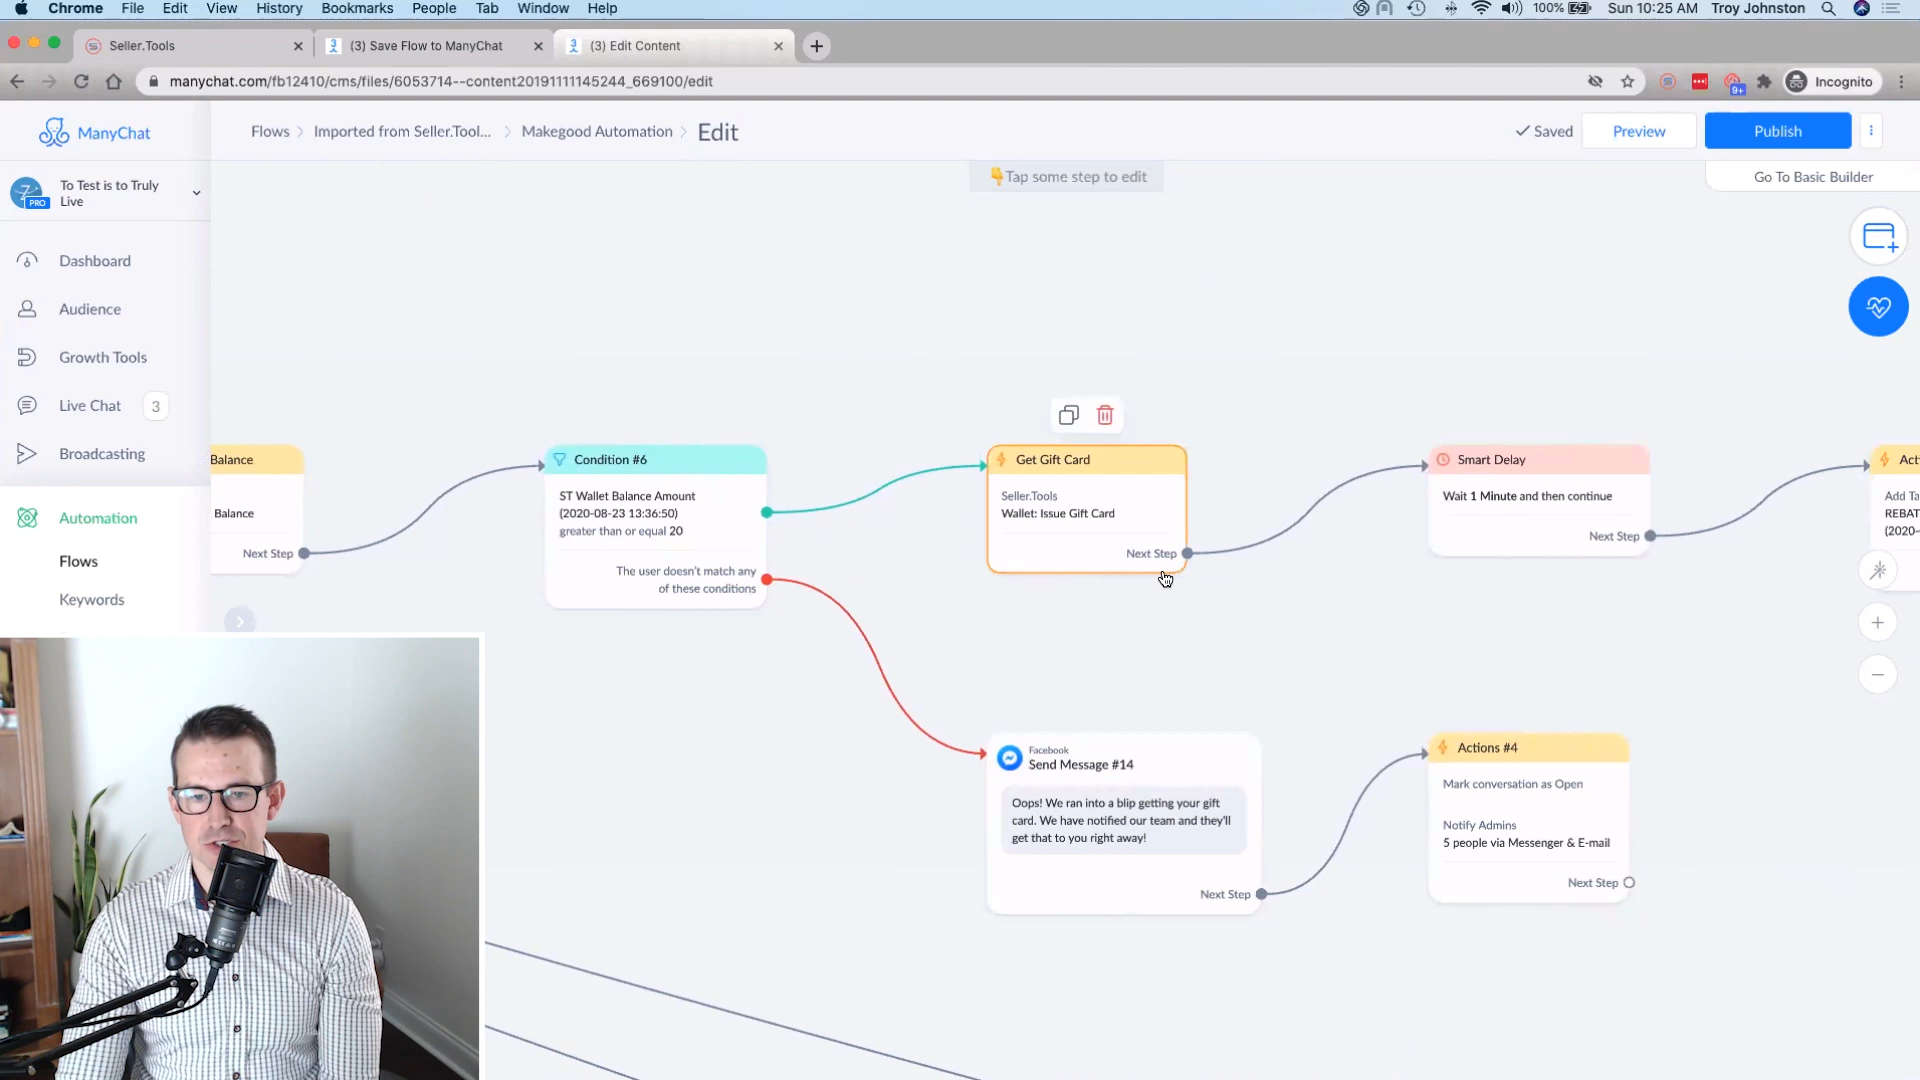 Chrome File Edit View History Bookmarks People Tab Window Help
100% Sun 10:25 AM Troy Johnston
Seller.Tools
(3) Save Flow to ManyChat
(3) Edit Content
manychat.com/fb12410/cms/files/6053714--content20191111145244_669100/edit
9+
Incognito
ManyChat
Flows
Imported from Seller.Tool...
Makegood Automation
Edit
Saved
Preview
Publish
Tap some step to edit
Go To Basic Builder
To Test is to Truly
Live
PRO
Dashboard
Audience
Growth Tools
Live Chat 3
Broadcasting
Automation
Flows
Keywords
Balance
Balance
Next Step
Condition #6
ST Wallet Balance Amount
(2020-08-23 13:36:50)
greater than or equal 20
The user doesn't match any
of these conditions
Get Gift Card
Seller.Tools
Wallet: Issue Gift Card
Next Step
Smart Delay
Wait 1 Minute and then continue
Next Step
Acti
Add Ta
REBAT
(2020-
Facebook
Send Message #14
Oops! We ran into a blip getting your gift
card. We have notified our team and they'll
get that to you right away!
Next Step
Actions #4
Mark conversation as Open
Notify Admins
5 people via Messenger & E-mail
Next Step